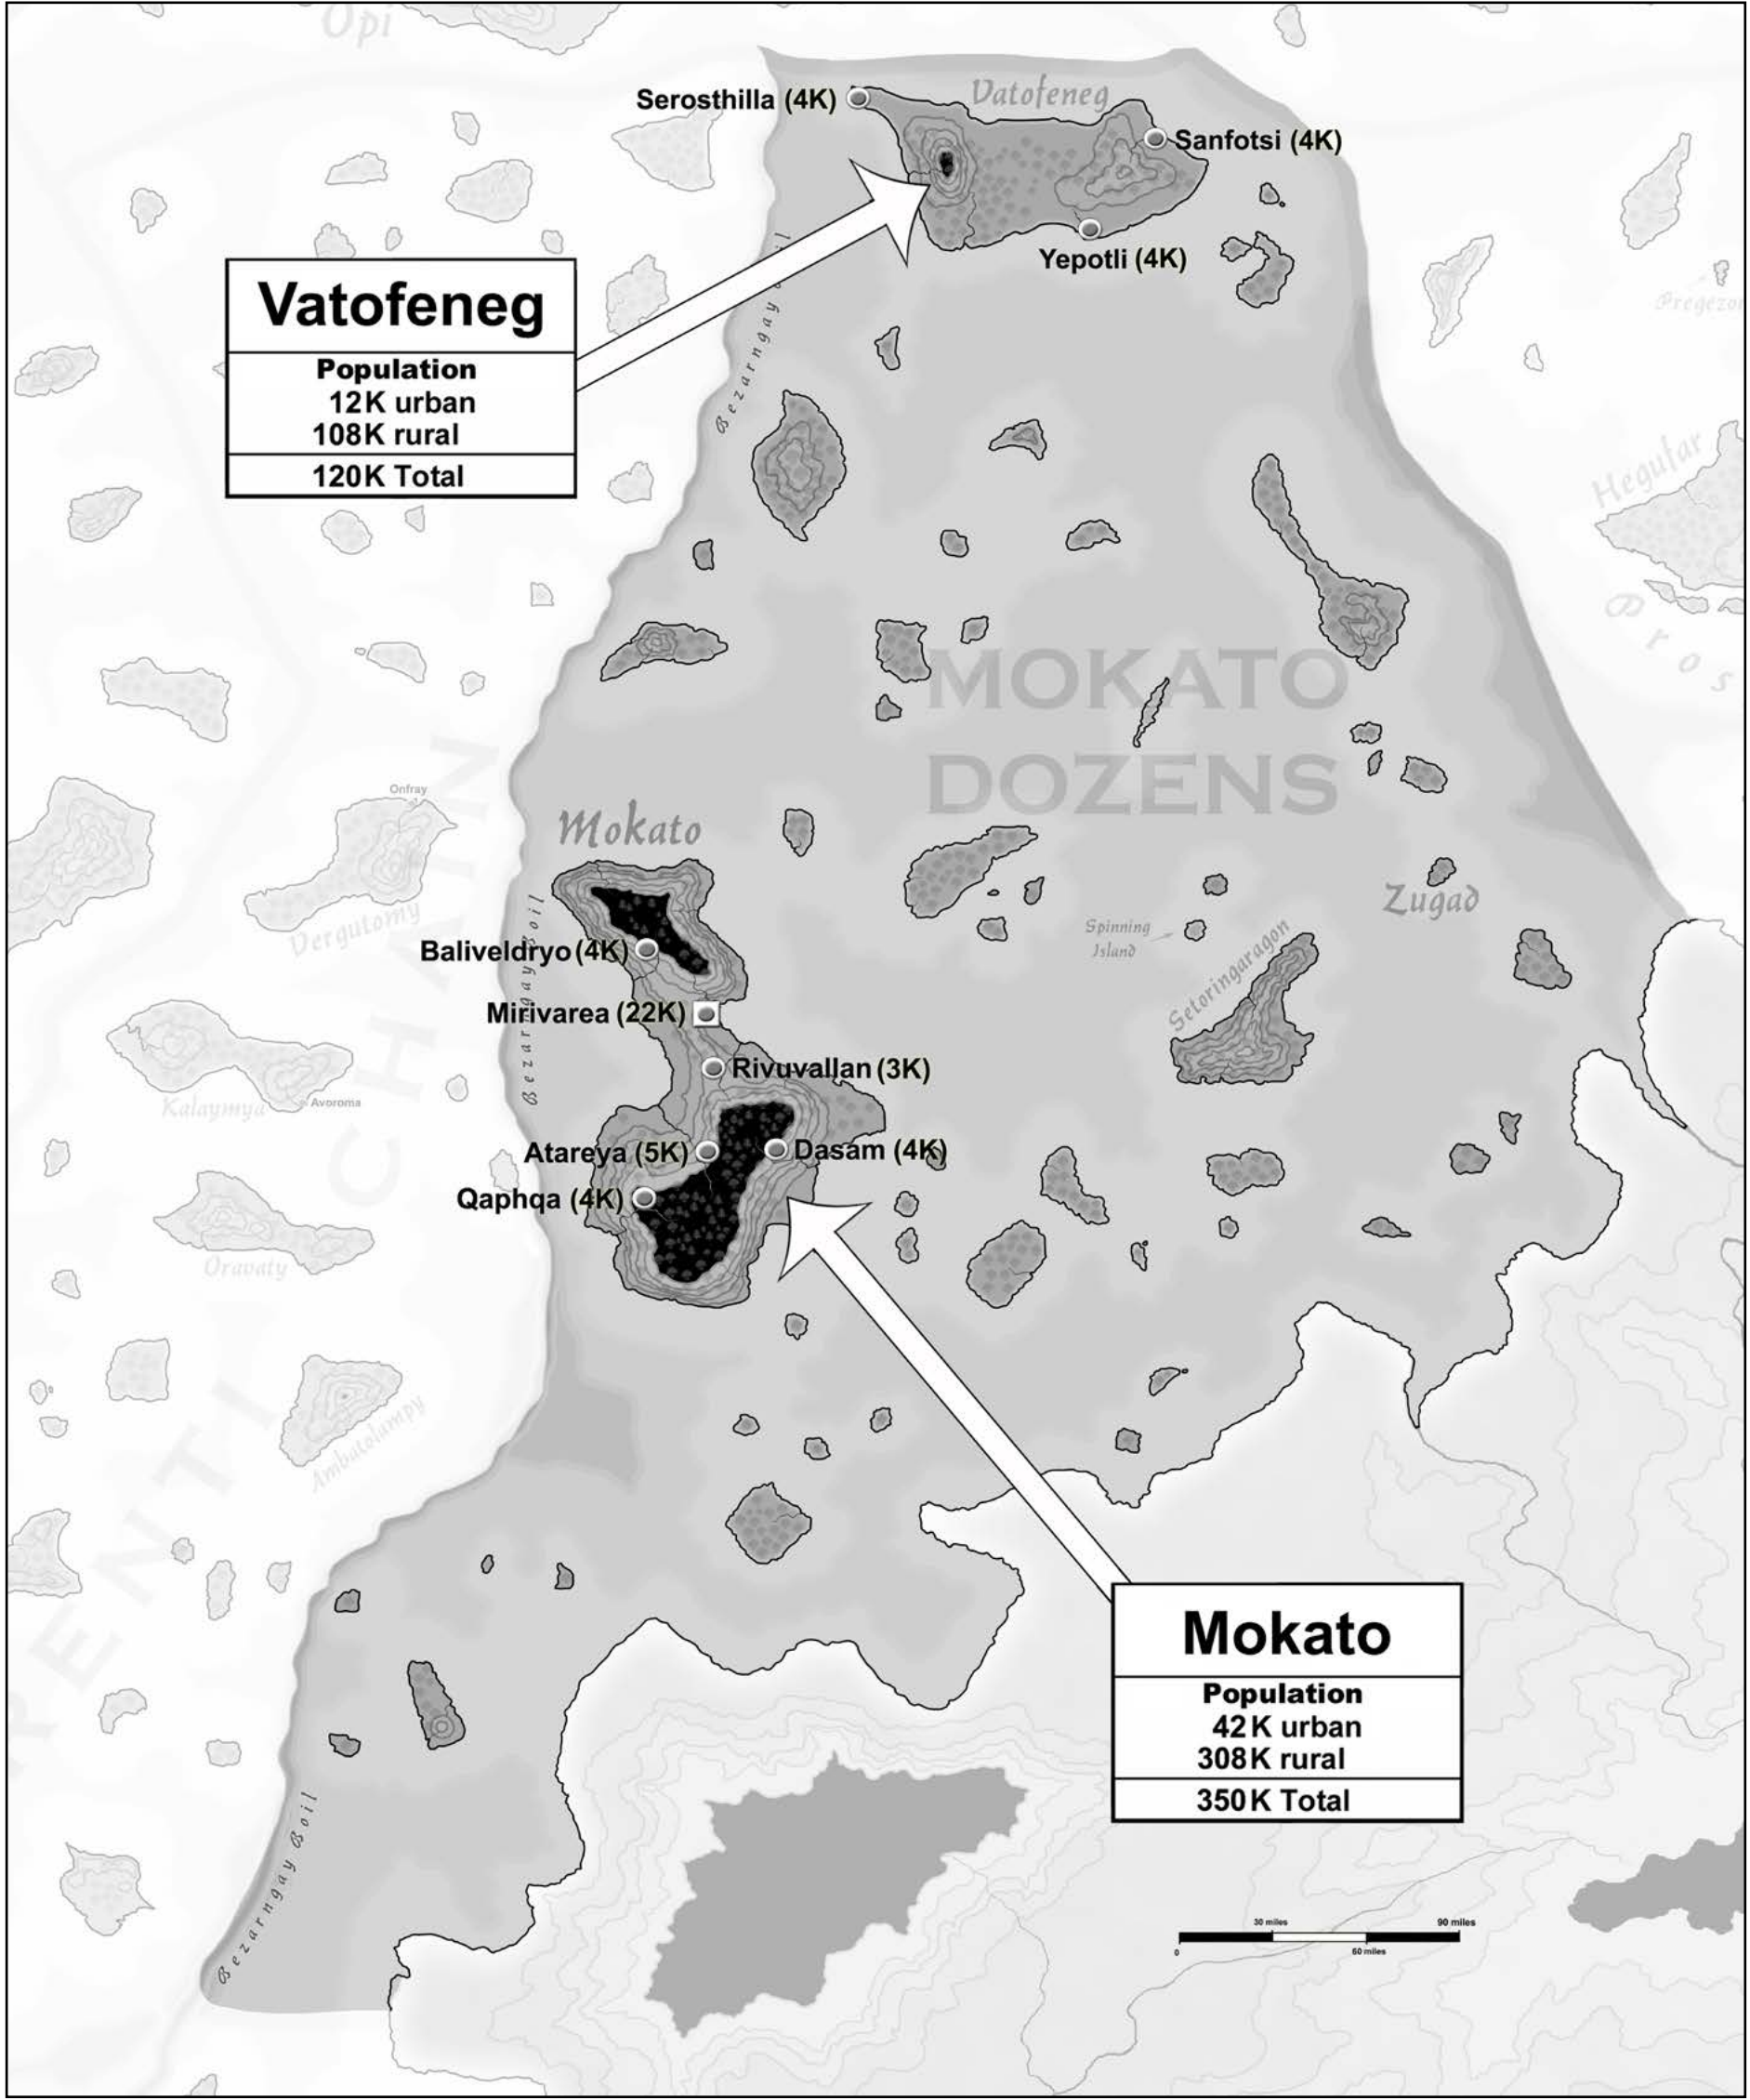 Opi
Vatofeneg
Serosthilla (4K)
Sanfotsi (4K)
Yepotli (4K)
Vatofeneg
Population
12K urban
108K rural
120K Total
Bezarngay Boil
Hegufar
MOKATO
DOZENS
Onfray
Mokato
Dergutomy
CHAIN
Zugad
Spinning
Island
Setoringaragon
Baliveldryo (4K)
Bezarngay Boil
Mirivarea (22K)
Rivuvallan (3K)
Kalaymya
Avoroma
Atareya (5K)
Dasam (4K)
Qaphqa (4K)
Oravaty
Ambatolampy
Mokato
Population
42K urban
308K rural
350K Total
Bezarngay Boil
30 miles
90 miles
0
60 miles